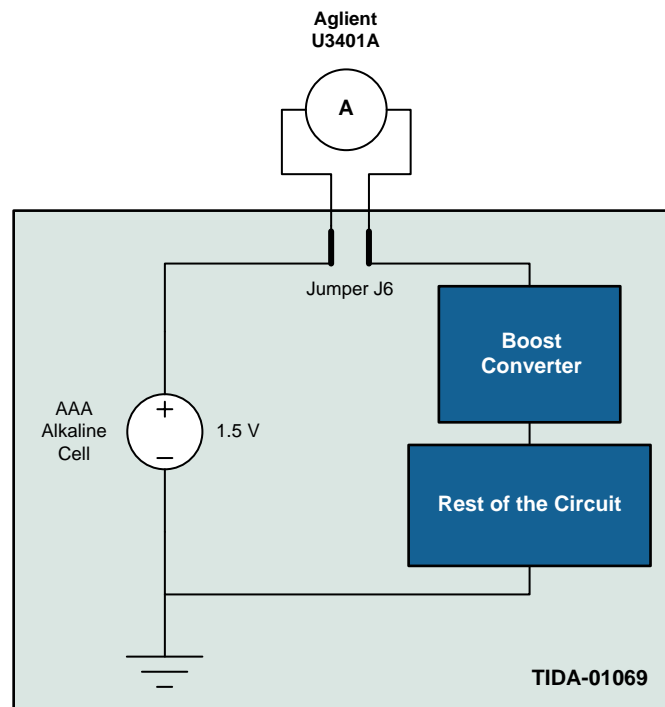 Aglient
U3401A
A
Jumper J6
Boost
Converter
AAA
Alkaline
Cell
+
−
1.5 V
Rest of the Circuit
TIDA-01069